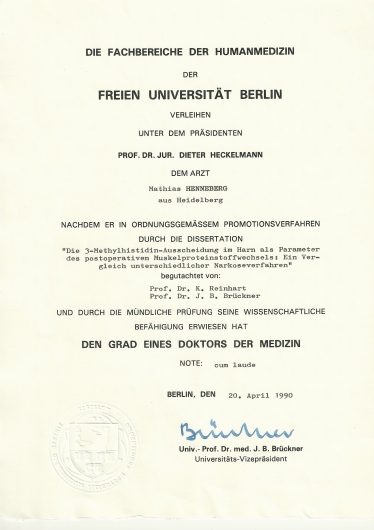 DIE FACHBEREICHE DER HUMANMEDIZIN
DER
FREIEN UNIVERSITÄT BERLIN
VERLEIHEN
UNTER DEM PRÄSIDENTEN
PROF. DR. JUR. DIETER HECKELMANN
DEM ARZT
Mathias HENNEBERG
aus Heidelberg
NACHDEM ER IN ORDNUNGSGEMÄSSEM PROMOTIONSVERFAHREN
DURCH DIE DISSERTATION
"Die 3-Methylhistidin-Ausscheidung im Harn als Parameter
des postoperativen Muskelproteinstoffwechsels: Ein Ver-
gleich unterschiedlicher Narkoseverfahren"
begutachtet von:
Prof. Dr. K. Reinhart
Prof. Dr. J. B. Brückner
UND DURCH DIE MÜNDLICHE PRÜFUNG SEINE WISSENSCHAFTLICHE
BEFÄHIGUNG ERWIESEN HAT
DEN GRAD EINES DOKTORS DER MEDIZIN
NOTE: cum laude
BERLIN, DEN 20. April 1990
Brückner
Univ.- Prof. Dr. med. J. B. Brückner
Universitäts-Vizepräsident